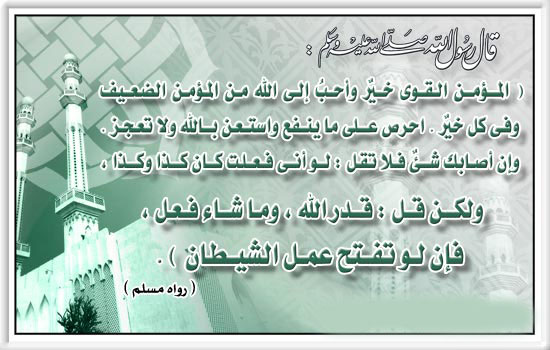 قال رسول الله صلى الله عليه وسلم :
( المؤمن القوى خيرٌ وأحبُ إلى الله من المؤمن الضعيف
وفى كل خيرٌ . احرص على ما ينفع واستعن بالله ولا تعجز .
وإن أصابك شئٌ فلا تقل : لو أنى فعلت كان كذا وكذا ،
ولكن قل : قدر الله ، وما شاء فعل ،
فإن لو تفتح عمل الشيطان ) .
( رواه مسلم )